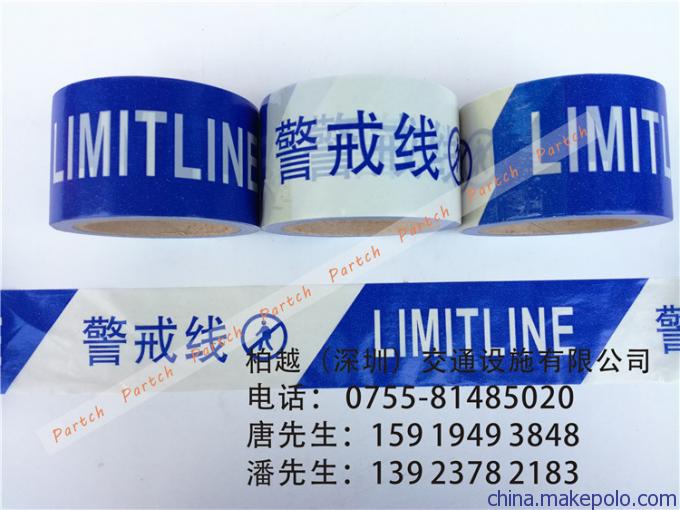 LIMITLINE
警戒线
LIMITL
警戒线
LIMITLINE
警
Partch Partch Partch Partch Partch Partch Partch Partch
柏越（深圳）交通设施有限公司
电话： 0755-81485020
唐先生：159 1949 3848
潘先生：139 2378 2183
china.makepolo.com